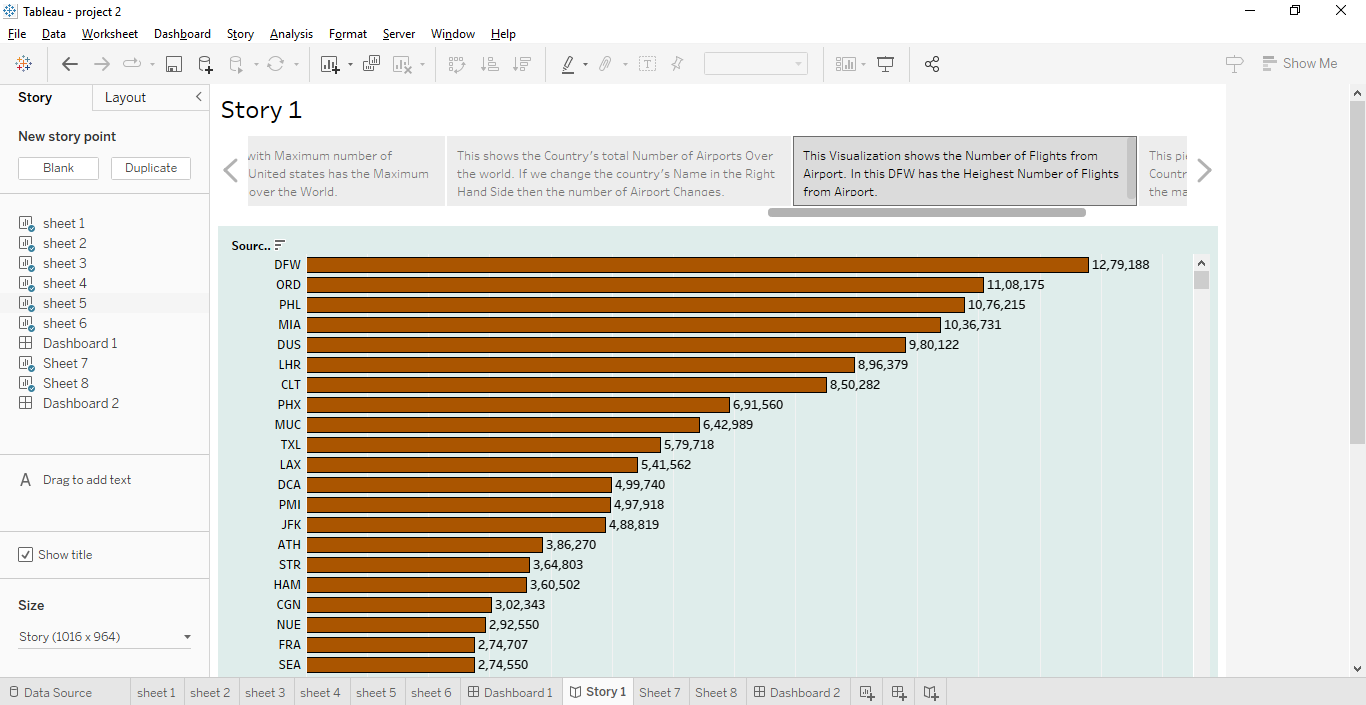 Tableau - project 2
File Data Worksheet Dashboard Story Analysis Format Server Window Help
Show Me
Story Layout
New story point
Blank Duplicate
sheet 1
sheet 2
sheet 3
sheet 4
sheet 5
sheet 6
Dashboard 1
Sheet 7
Sheet 8
Dashboard 2
A Drag to add text
Show title
Size
Story (1016 x 964)
Story 1
with Maximum number of
United states has the Maximum
over the World.
This shows the Country's total Number of Airports Over
the world. If we change the country's Name in the Right
Hand Side then the number of Airport Changes.
This Visualization shows the Number of Flights from
Airport. In this DFW has the Heighest Number of Flights
from Airport.
This pi
Countr
the ma
Sourc..
DFW 12,79,188
ORD 11,08,175
PHL 10,76,215
MIA 10,36,731
DUS 9,80,122
LHR 8,96,379
CLT 8,50,282
PHX 6,91,560
MUC 6,42,989
TXL 5,79,718
LAX 5,41,562
DCA 4,99,740
PMI 4,97,918
JFK 4,88,819
ATH 3,86,270
STR 3,64,803
HAM 3,60,502
CGN 3,02,343
NUE 2,92,550
FRA 2,74,707
SEA 2,74,550
Data Source sheet 1 sheet 2 sheet 3 sheet 4 sheet 5 sheet 6 Dashboard 1 Story 1 Sheet 7 Sheet 8 Dashboard 2